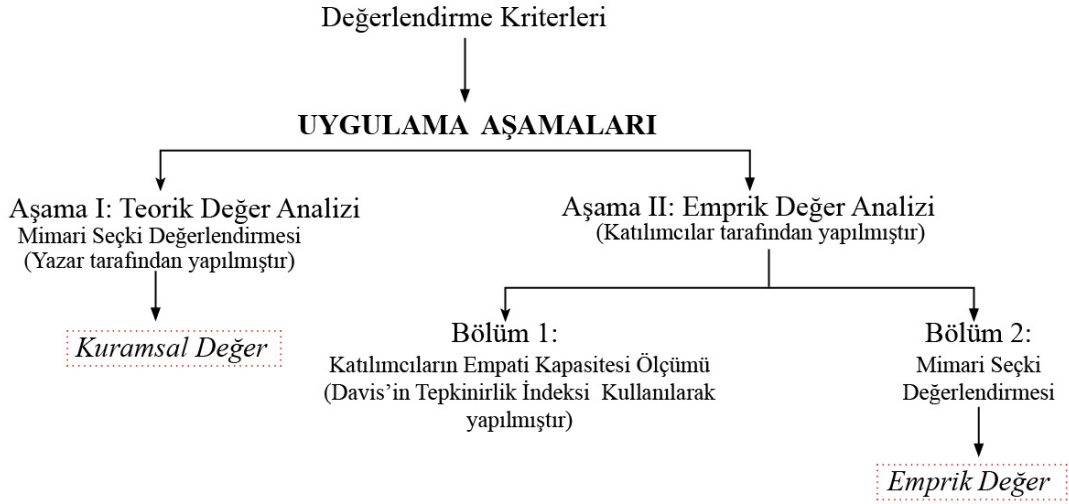 Değerlendirme Kriterleri
UYGULAMA AŞAMALARI
Aşama I: Teorik Değer Analizi
Mimari Seçki Değerlendirmesi
(Yazar tarafından yapılmıştır)
Kuramsal Değer
Aşama II: Emprik Değer Analizi
(Katılımcılar tarafından yapılmıştır)
Bölüm 1:
Katılımcıların Empati Kapasitesi Ölçümü
(Davis’in Tepkinirlik İndeksi Kullanılarak
yapılmıştır)
Bölüm 2:
Mimari Seçki
Değerlendirmesi
Emprik Değer